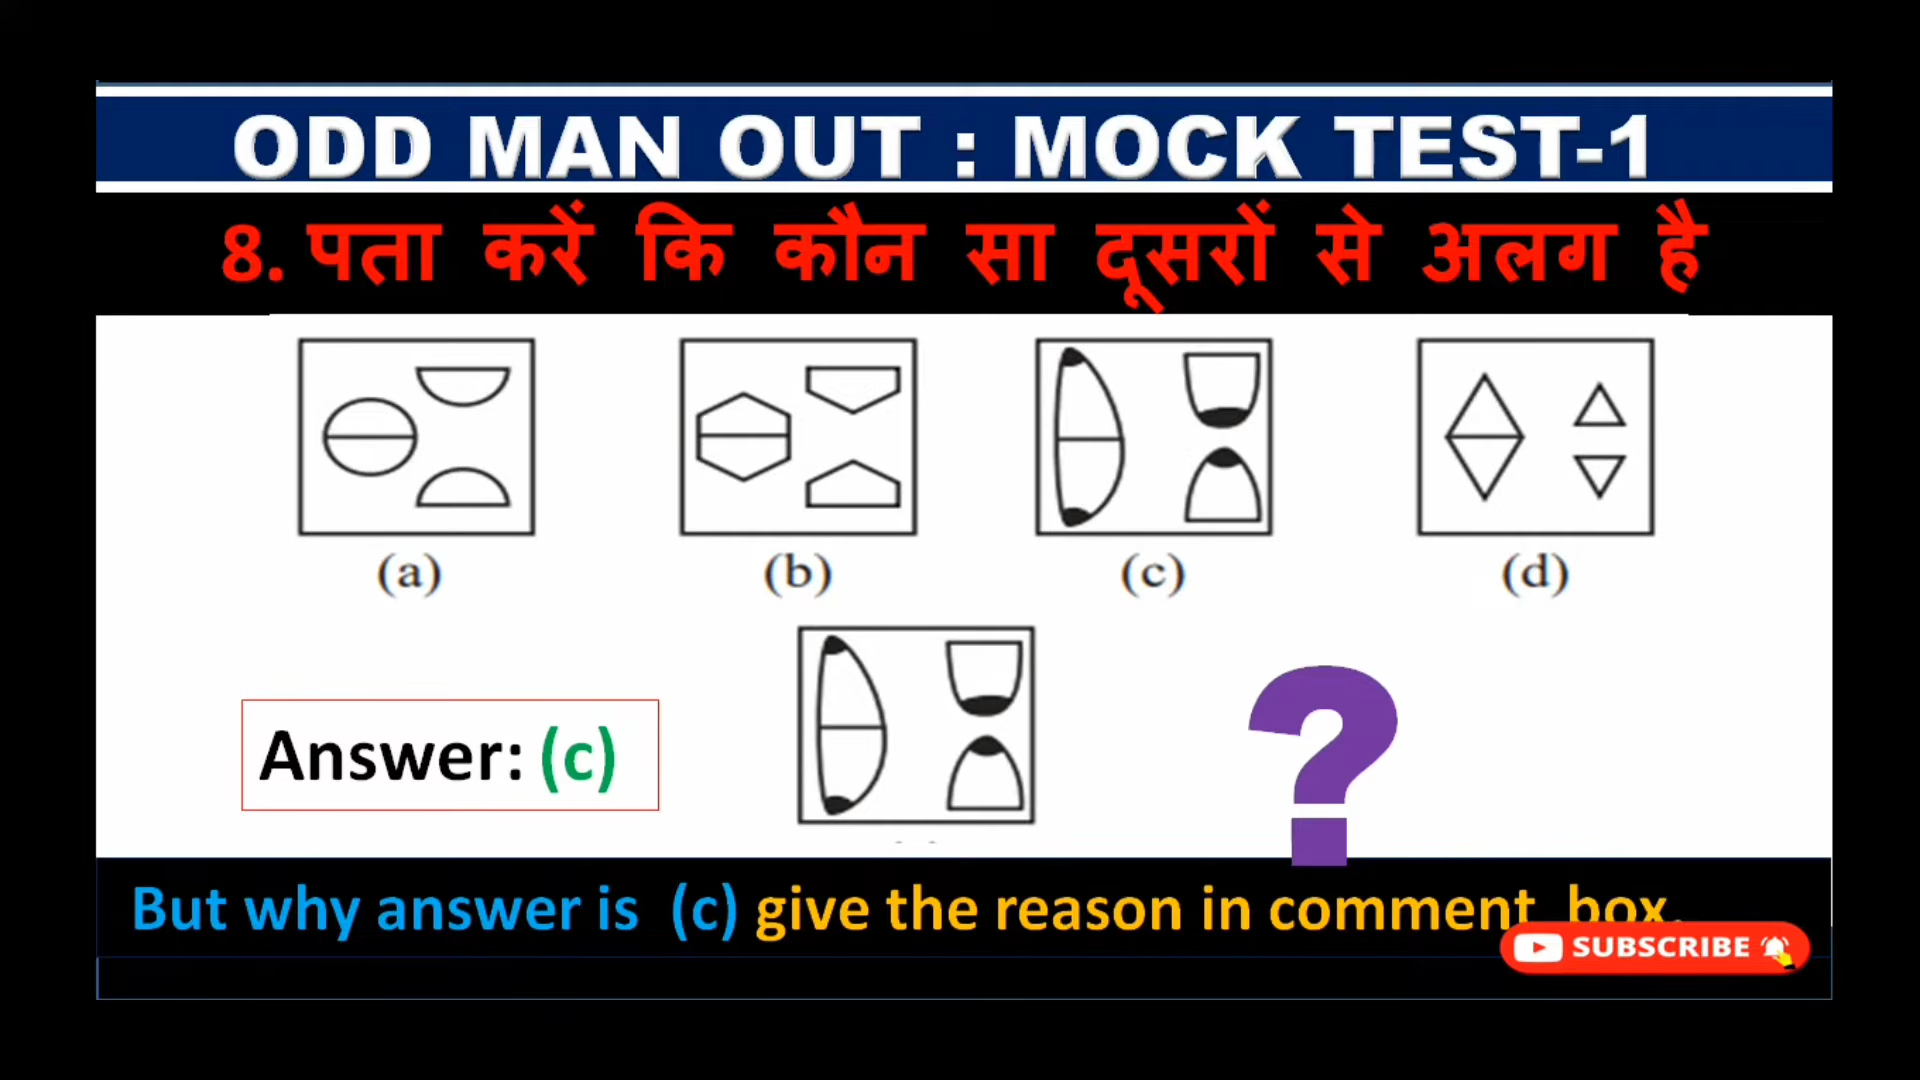 ODD MAN OUT : MOCK TEST-1
8. पता करें कि कौन सा दूसरों से अलग है
(a) (b) (c) (d)
Answer: (c)
?
But why answer is (c) give the reason in comment box.
SUBSCRIBE